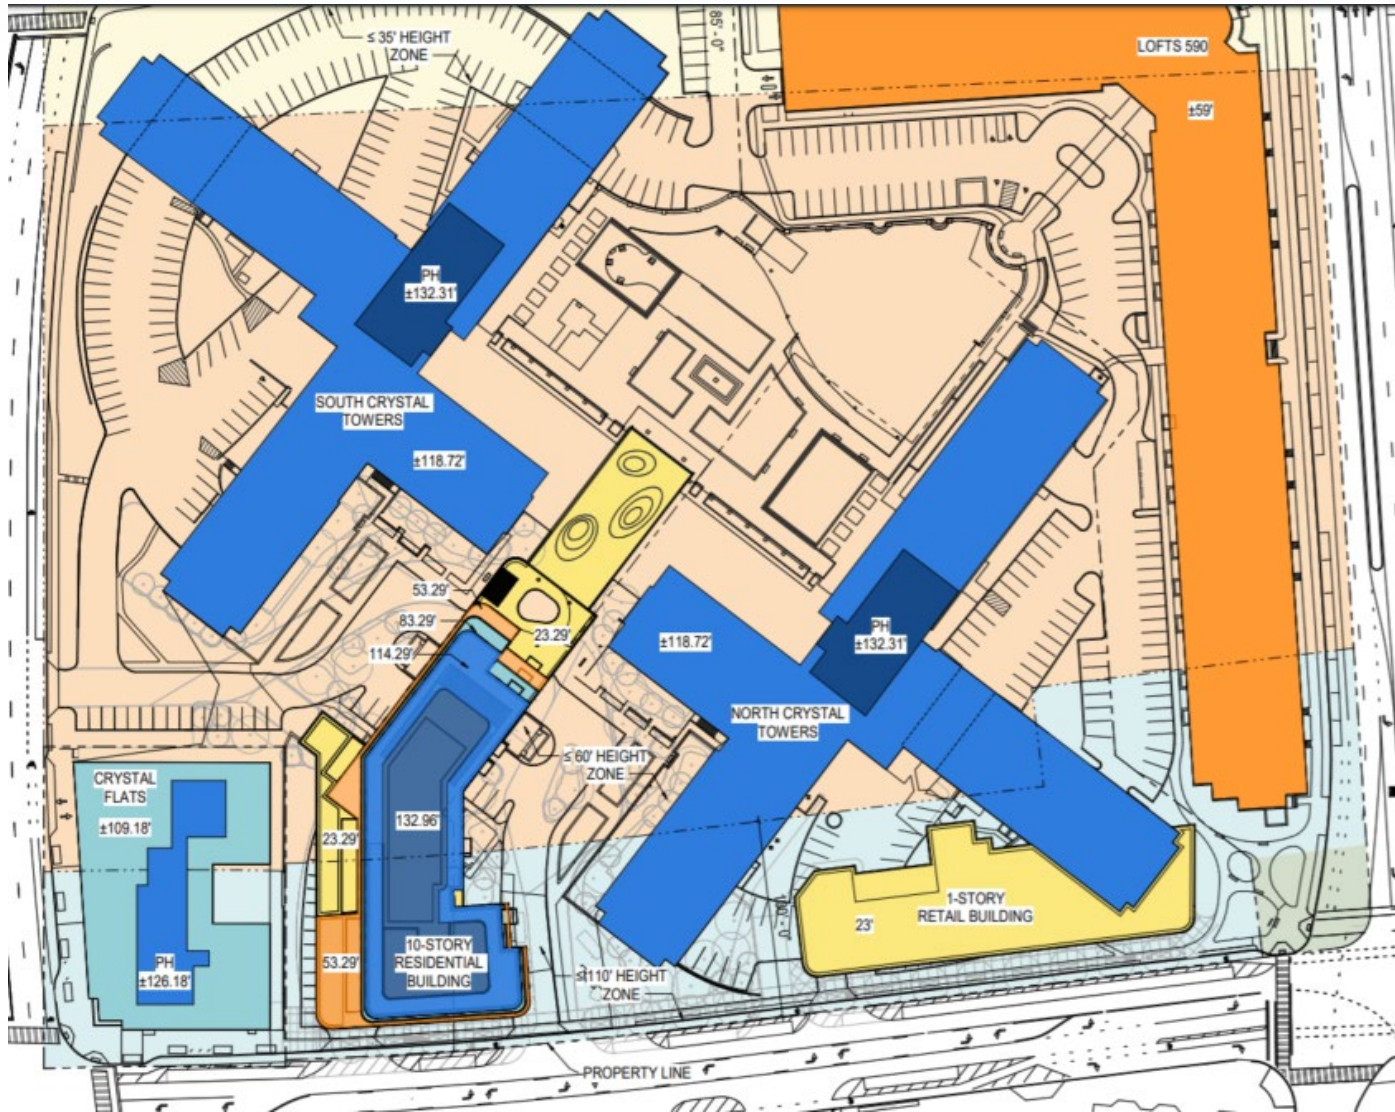 ≤ 35' HEIGHT
ZONE
85' - 0"
LOFTS 590
±59'
PH
±132.31'
SOUTH CRYSTAL
TOWERS
±118.72'
53.29'
83.29'
114.29'
23.29'
±118.72'
PH
±132.31'
NORTH CRYSTAL
TOWERS
≤ 60' HEIGHT
ZONE
CRYSTAL
FLATS
±109.18'
132.96'
23.29'
1-STORY
RETAIL BUILDING
23'
10-STORY
RESIDENTIAL
BUILDING
53.29'
PH
±126.18'
≤110' HEIGHT
ZONE
PROPERTY LINE